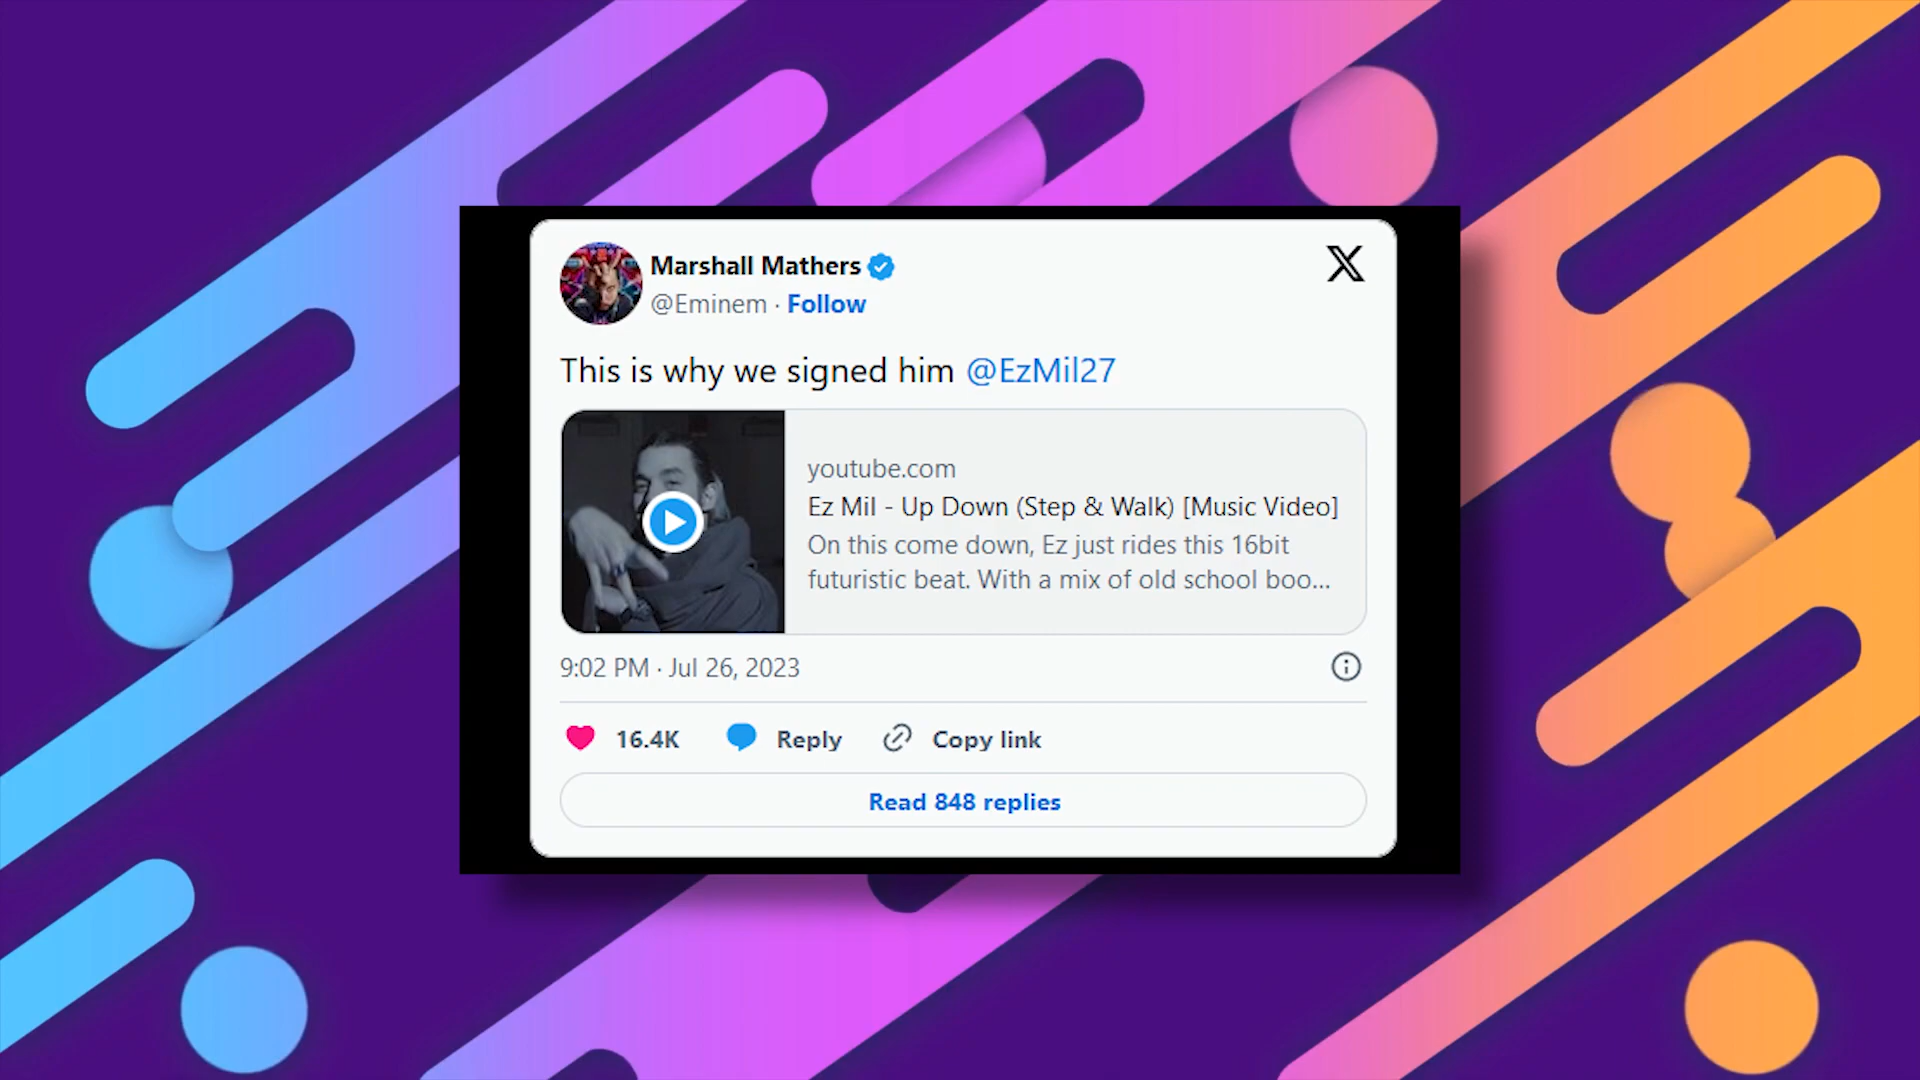 Marshall Mathers
@Eminem · Follow
This is why we signed him @EzMil27
youtube.com
Ez Mil - Up Down (Step & Walk) [Music Video]
On this come down, Ez just rides this 16bit
futuristic beat. With a mix of old school boo...
9:02 PM · Jul 26, 2023
16.4K Reply Copy link
Read 848 replies